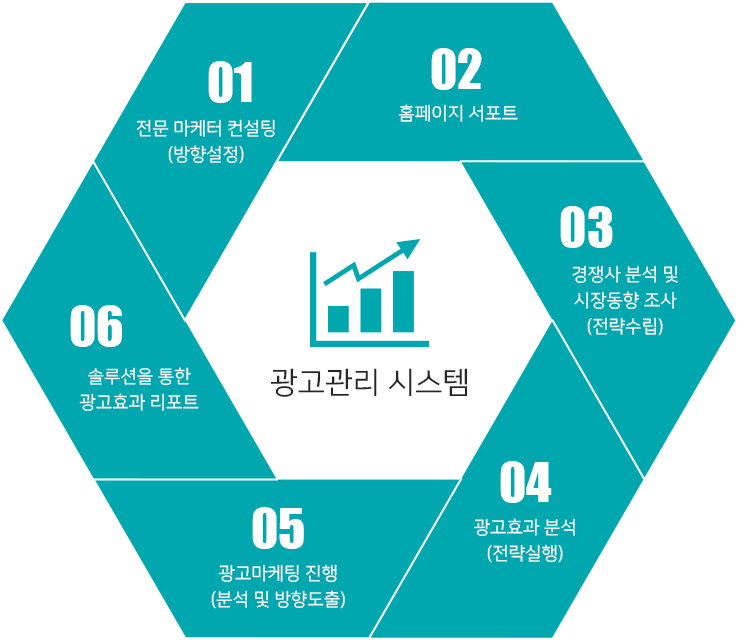 01
전문 마케터 컨설팅
(방향설정)
02
홈페이지 서포트
03
경쟁사 분석 및
시장동향 조사
(전략수립)
04
광고효과 분석
(전략실행)
05
광고마케팅 진행
(분석 및 방향도출)
06
솔루션을 통한
광고효과 리포트
광고관리 시스템